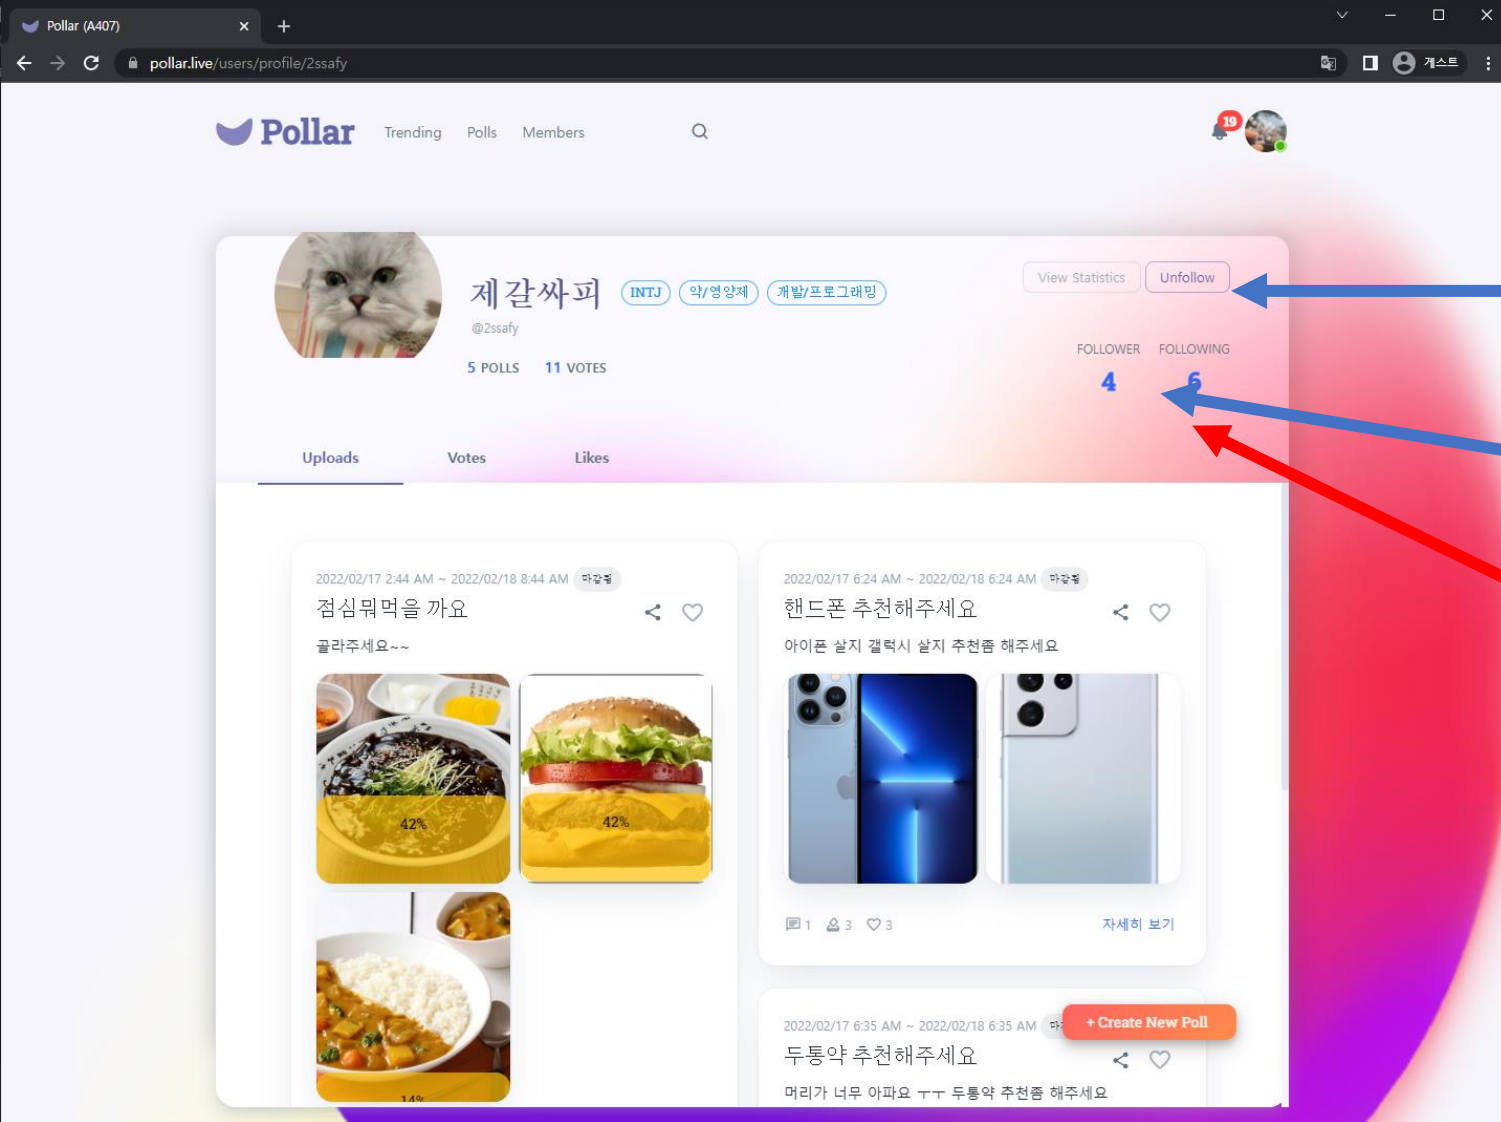 Pollar (A407)
pollar.live/users/profile/2ssafy
게스트
Pollar Trending Polls Members
19
제갈싸피 INTJ 약/영양제 개발/프로그래밍
View Statistics Unfollow
@2ssafy
5 POLLS 11 VOTES
FOLLOWER FOLLOWING
4 6
Uploads Votes Likes
2022/02/17 2:44 AM ~ 2022/02/18 8:44 AM 마감됨
점심뭐먹을 까요
골라주세요~~
42%
42%
14%
2022/02/17 6:24 AM ~ 2022/02/18 6:24 AM 마감됨
핸드폰 추천해주세요
아이폰 살지 갤럭시 살지 추천좀 해주세요
1 3 3 자세히 보기
2022/02/17 6:35 AM ~ 2022/02/18 6:35 AM
+ Create New Poll
두통약 추천해주세요
머리가 너무 아파요 ㅜㅜ 두통약 추천좀 해주세요